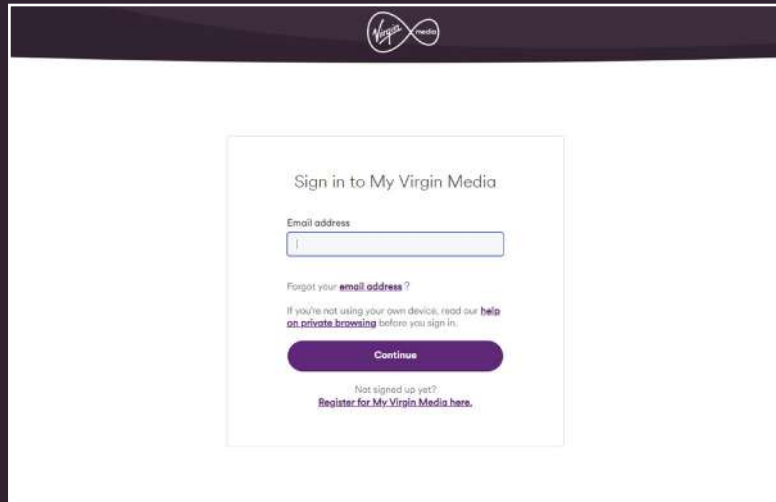 Virgin media
Sign in to My Virgin Media
Email address
Forgot your email address ?
If you're not using your own device, read our help
on private browsing before you sign in.
Continue
Not signed up yet?
Register for My Virgin Media here.